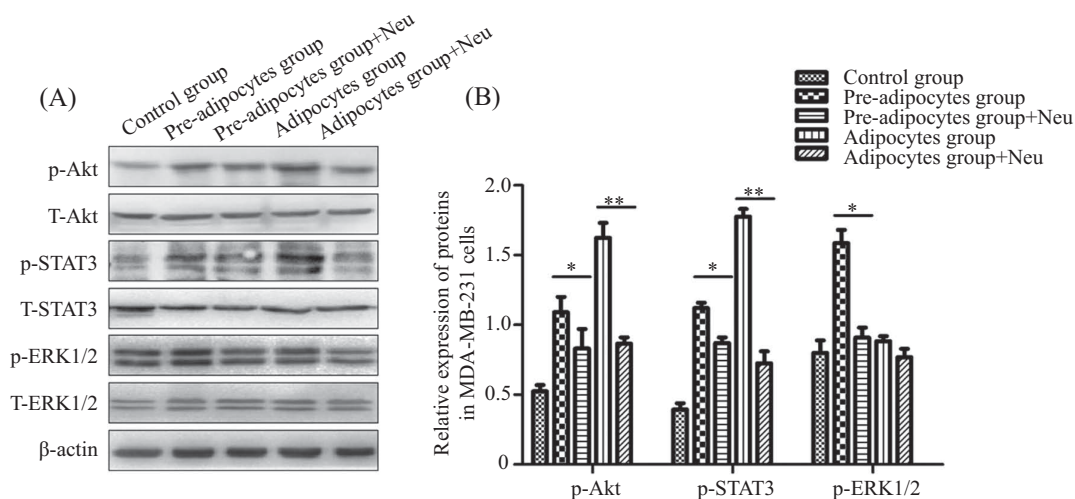 (A)
Control group
Pre-adipocytes group
Pre-adipocytes group+Neu
Adipocytes group
Adipocytes group+Neu
p-Akt
T-Akt
p-STAT3
T-STAT3
p-ERK1/2
T-ERK1/2
β-actin
(B)
Control group
Pre-adipocytes group
Pre-adipocytes group+Neu
Adipocytes group
Adipocytes group+Neu
Relative expression of proteins
in MDA-MB-231 cells
2.0
1.5
1.0
0.5
0
*
**
*
**
*
p-Akt
p-STAT3
p-ERK1/2